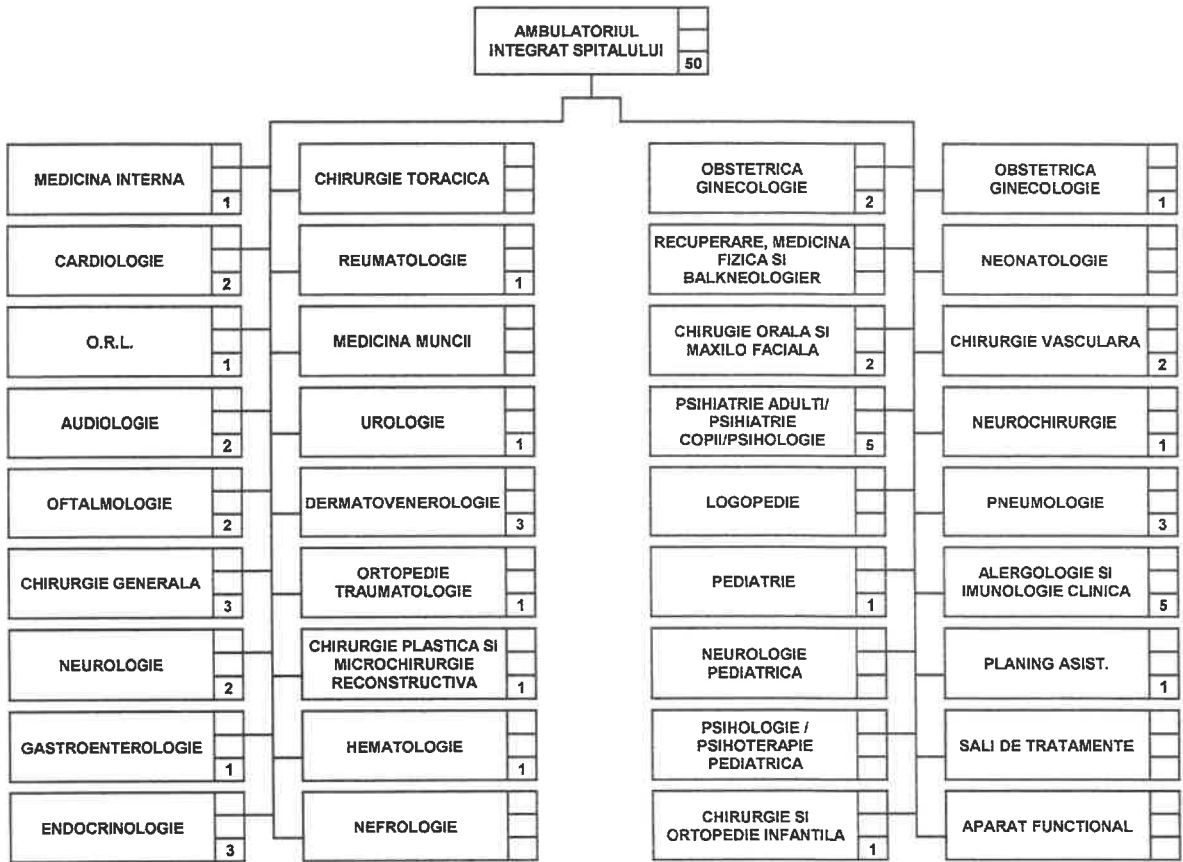 AMBULATORIUL
INTEGRAT SPITALULUI
50
MEDICINA INTERNA
1
CHIRURGIE TORACICA
OBSTETRICA
GINECOLOGIE
2
OBSTETRICA
GINECOLOGIE
1
CARDIOLOGIE
2
REUMATOLOGIE
1
RECUPERARE, MEDICINA
FIZICA SI
BALKNEOLOGIER
NEONATOLOGIE
O.R.L.
1
MEDICINA MUNCII
CHIRUGIE ORALA SI
MAXILO FACIALA
2
CHIRURGIE VASCULARA
2
AUDIOLOGIE
2
UROLOGIE
1
PSIHIATRIE ADULTI/
PSIHIATRIE
COPII/PSIHOLOGIE
5
NEUROCHIRURGIE
1
OFTALMOLOGIE
2
DERMATOVENEROLOGIE
3
LOGOPEDIE
PNEUMOLOGIE
3
CHIRURGIE GENERALA
3
ORTOPEDIE
TRAUMATOLOGIE
1
PEDIATRIE
1
ALERGOLOGIE SI
IMUNOLOGIE CLINICA
5
NEUROLOGIE
2
CHIRURGIE PLASTICA SI
MICROCHIRURGIE
RECONSTRUCTIVA
1
NEUROLOGIE
PEDIATRICA
PLANING ASIST.
1
GASTROENTEROLOGIE
1
HEMATOLOGIE
1
PSIHOLOGIE /
PSIHOTERAPIE
PEDIATRICA
SALI DE TRATAMENTE
ENDOCRINOLOGIE
3
NEFROLOGIE
CHIRURGIE SI
ORTOPEDIE INFANTILA
1
APARAT FUNCTIONAL